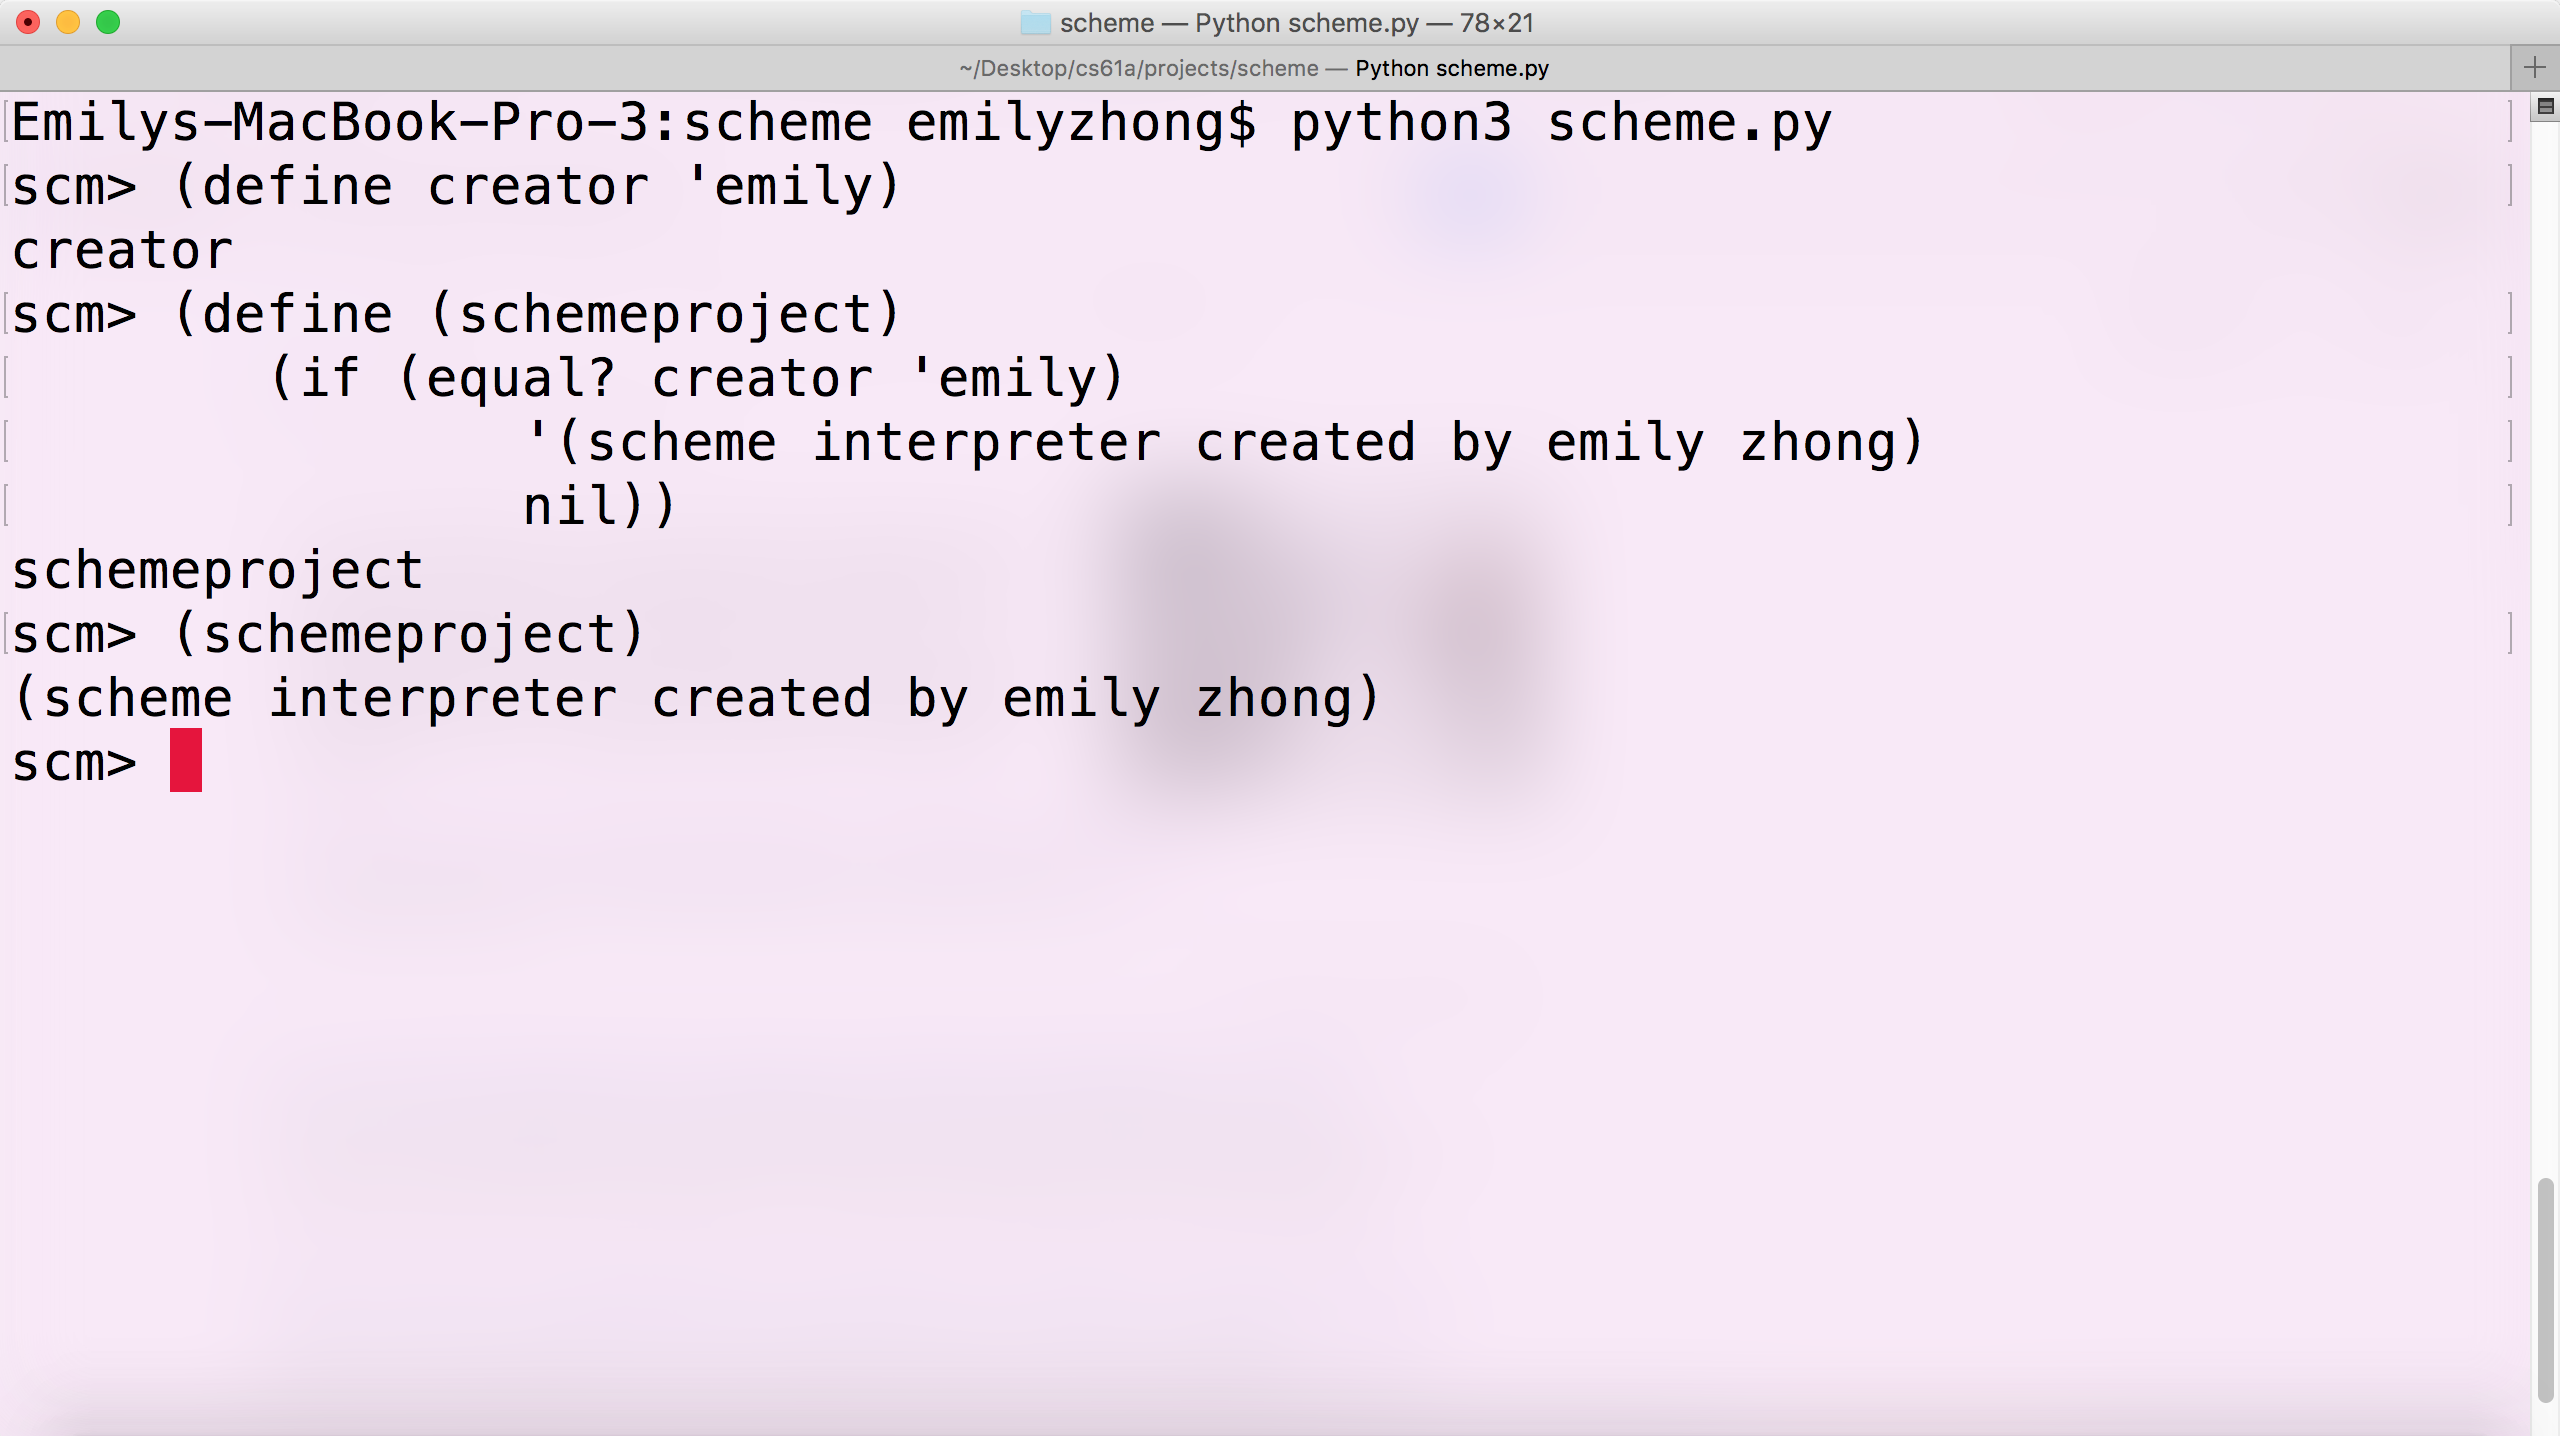 scheme — Python scheme.py — 78×21
~/Desktop/cs61a/projects/scheme — Python scheme.py
Emilys-MacBook-Pro-3:scheme emilyzhong$ python3 scheme.py
scm> (define creator 'emily)
creator
scm> (define (schemeproject)
(if (equal? creator 'emily)
'(scheme interpreter created by emily zhong)
nil))
schemeproject
scm> (schemeproject)
(scheme interpreter created by emily zhong)
scm>